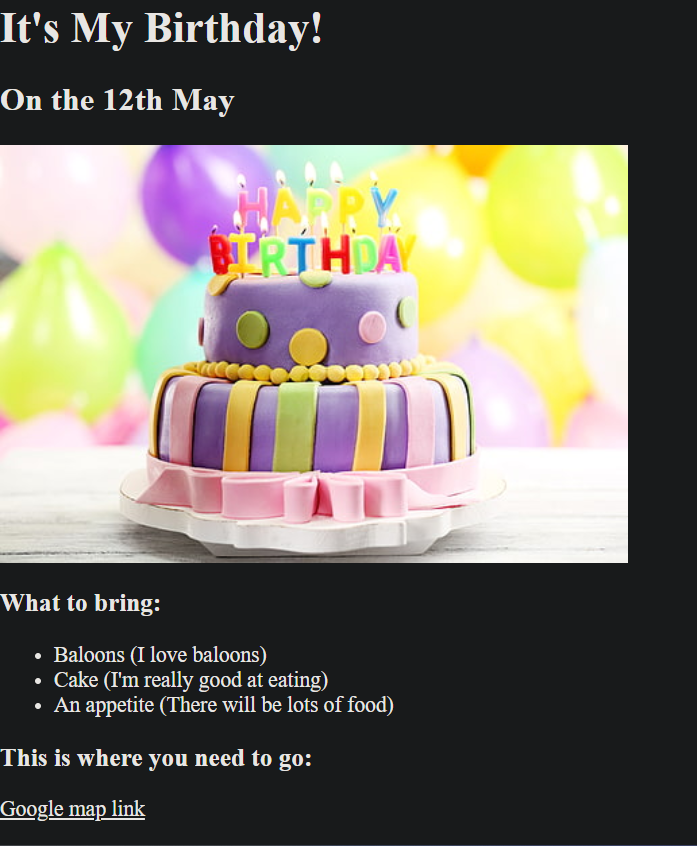 It's My Birthday!
On the 12th May
HAPPY
BIRTHDAY
What to bring:
Baloons (I love baloons)
Cake (I'm really good at eating)
An appetite (There will be lots of food)
This is where you need to go:
Google map link